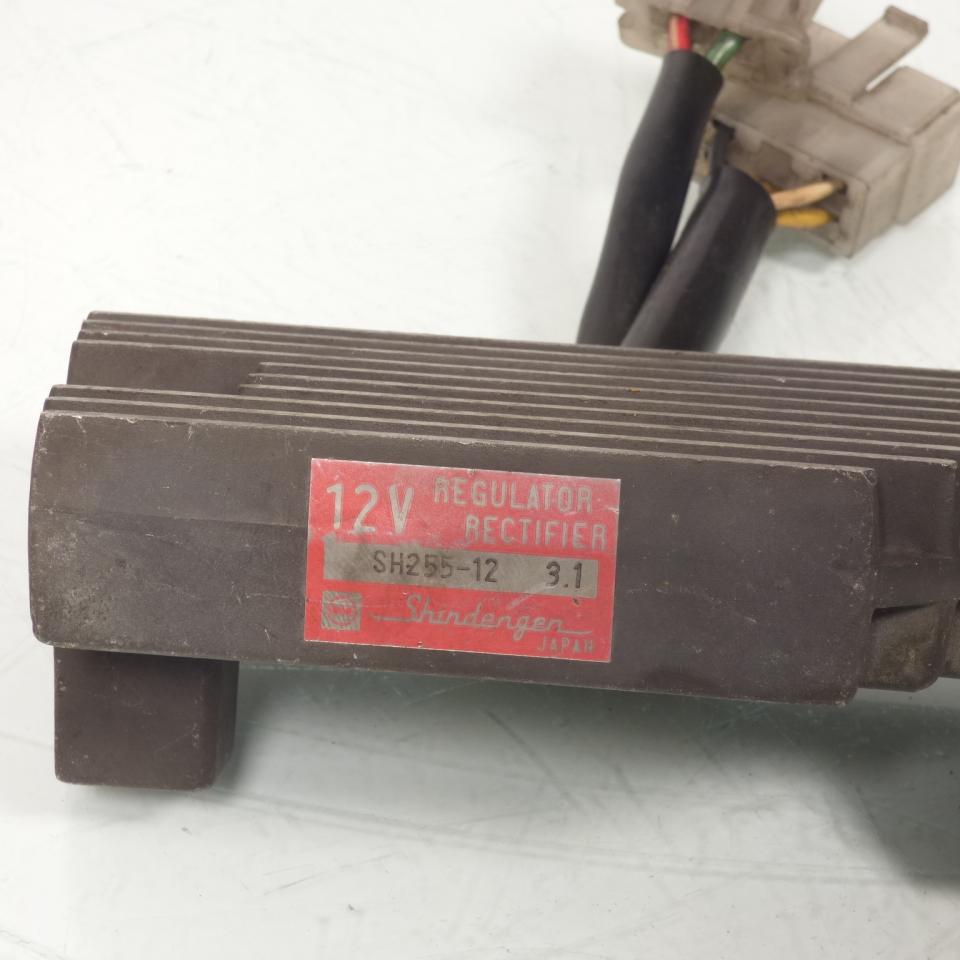 12V REGULATOR
RECTIFIER
SH255-12 3.1
Shindengen
JAPAN